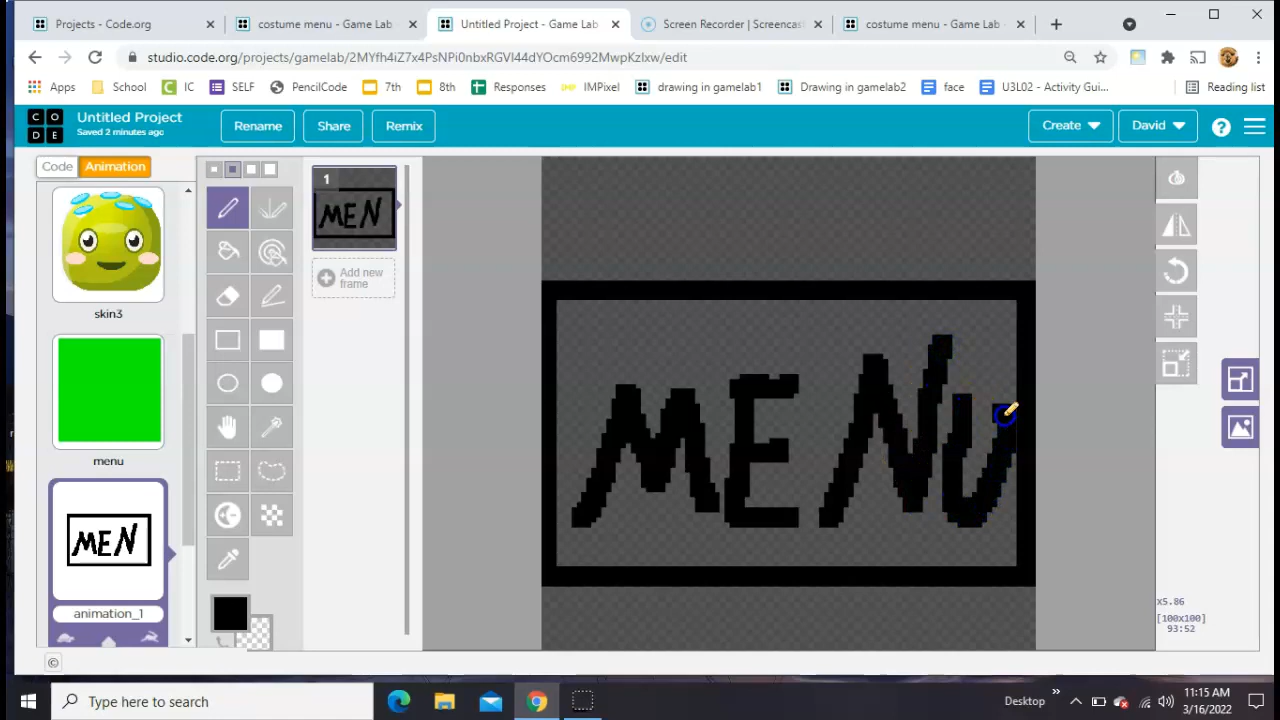 Projects - Code.org
costume menu - Game Lab
Untitled Project - Game Lab
Screen Recorder | Screencas
costume menu - Game Lab
studio.code.org/projects/gamelab/2MYfh4iZ7x4PsNPi0nbxRGVI44dYOcm6992MwpKzlxw/edit
Apps
School
IC
SELF
PencilCode
7th
8th
Responses
IMPixel
drawing in gamelab1
Drawing in gamelab2
face
U3L02 - Activity Gui...
Reading list
C O
D E
Untitled Project
Saved 2 minutes ago
Rename
Share
Remix
Create
David
Code
Animation
1
MEN
Add new
frame
skin3
menu
MEN
animation_1
MENU
x5.86
[100x100]
93:52
Type here to search
Desktop
11:15 AM
3/16/2022